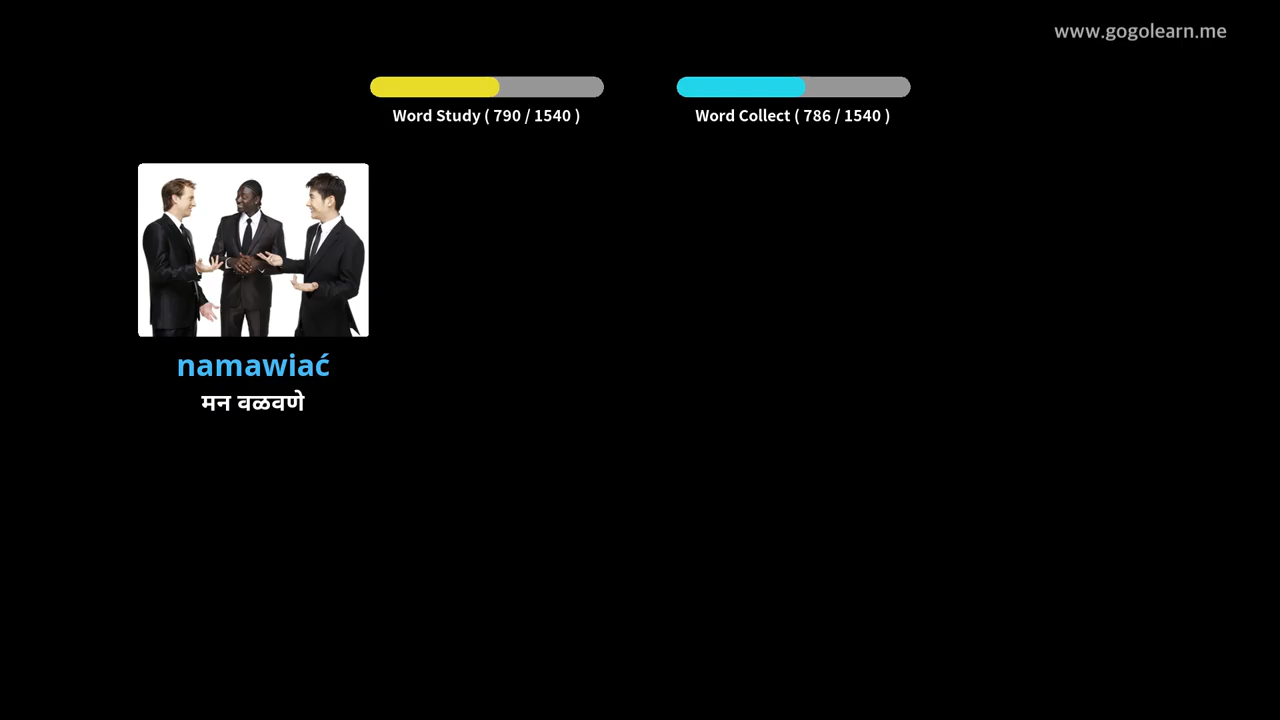 www.gogolearn.me
Word Study ( 790 / 1540 )
Word Collect ( 786 / 1540 )
namawiać
मन वळवणे